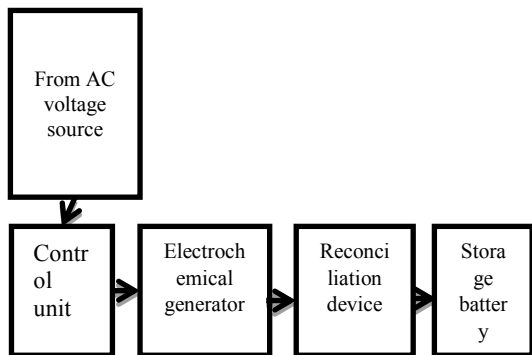 From AC
voltage
source
Contr
ol
unit
Electroch
emical
generator
Reconci
liation
device
Stora
ge
batter
y